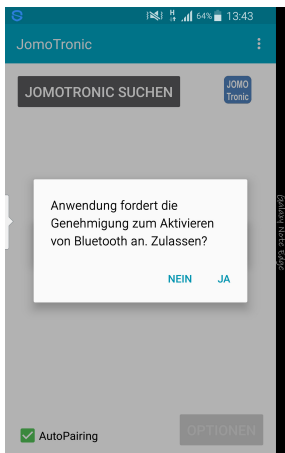 H 64% 13:43
JomoTronic
JOMOTRONIC SUCHEN
JOMO
Tronic
Anwendung fordert die
Genehmigung zum Aktivieren
von Bluetooth an. Zulassen?
NEIN JA
Galaxy Note Edge
AutoPairing
OPTIONEN